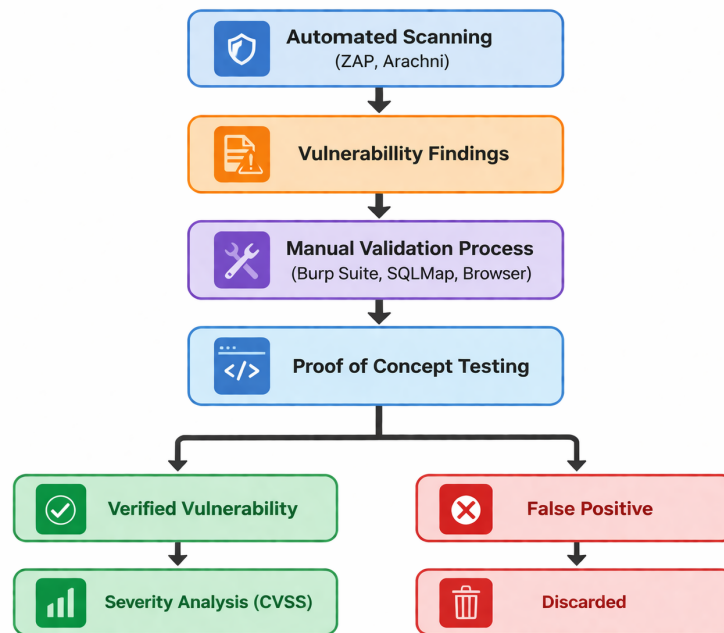 Automated Scanning
(ZAP, Arachni)
Vulnerabillity Findings
Manual Validation Process
(Burp Suite, SQLMap, Browser)
</>
Proof of Concept Testing
Verified Vulnerability
False Positive
Severity Analysis (CVSS)
Discarded